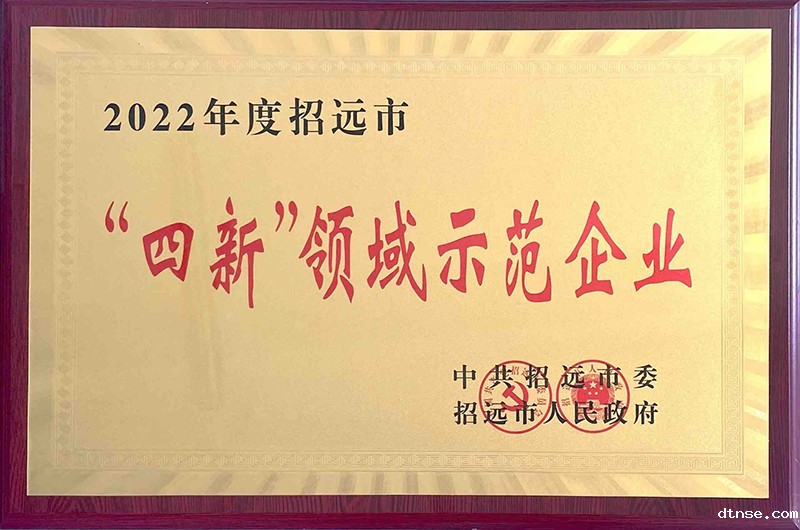 2022年度招远市
“四新”领域示范企业
中共招远市委
招远市人民政府
dtnse.com